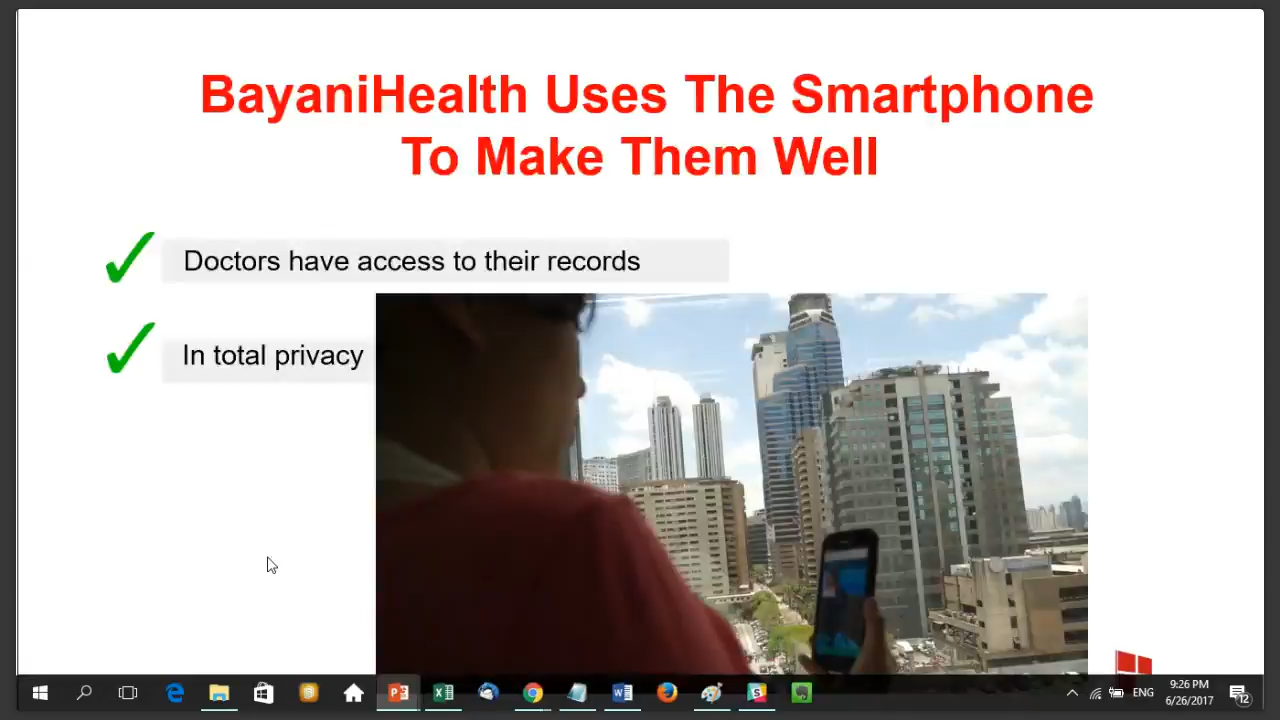 BayaniHealth Uses The Smartphone
To Make Them Well
Doctors have access to their records
In total privacy
ENG
9:26 PM
6/26/2017
12